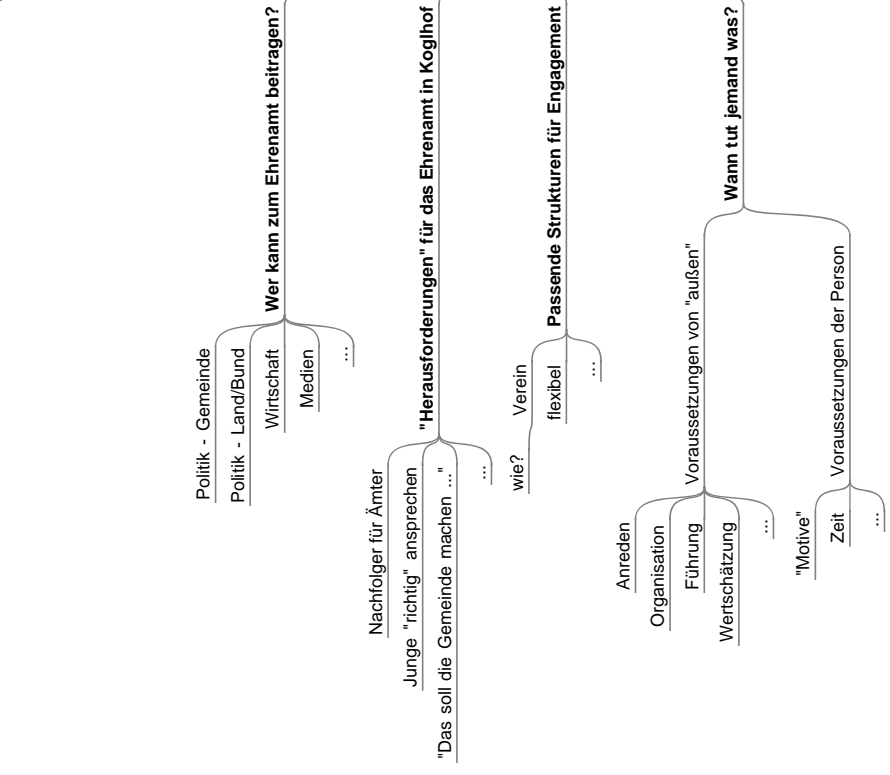 Wer kann zum Ehrenamt beitragen?
Politik - Gemeinde
Politik - Land/Bund
Wirtschaft
Medien
...
"Herausforderungen" für das Ehrenamt in Koglhof
Nachfolger für Ämter
Junge "richtig" ansprechen
"Das soll die Gemeinde machen ..."
...
Passende Strukturen für Engagement
Verein
wie?
flexibel
...
Wann tut jemand was?
Voraussetzungen von "außen"
Anreden
Organisation
Führung
Wertschätzung
...
Voraussetzungen der Person
"Motive"
Zeit
...